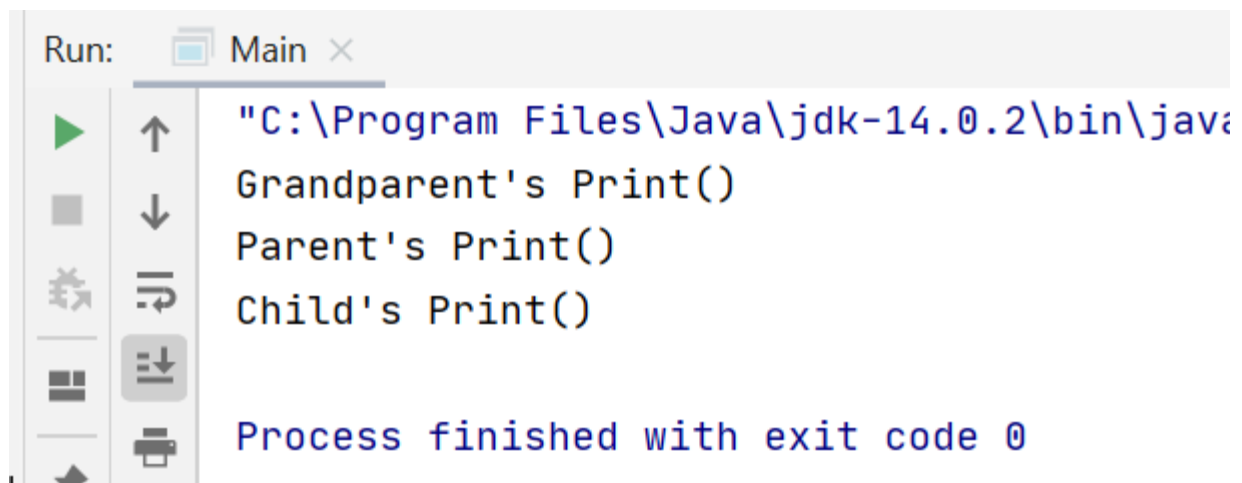 Run: Main
"C:\Program Files\Java\jdk-14.0.2\bin\java
Grandparent's Print()
Parent's Print()
Child's Print()
Process finished with exit code 0